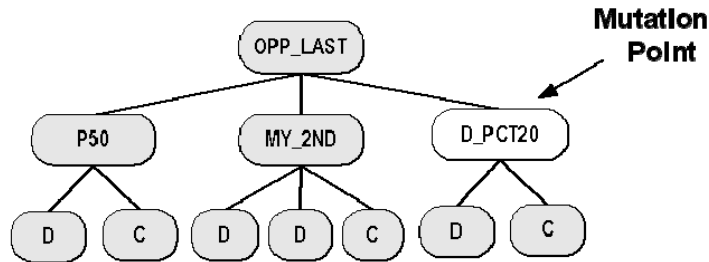 Mutation
Point
OPP_LAST
P50 MY_2ND D_PCT20
D C D D C D C